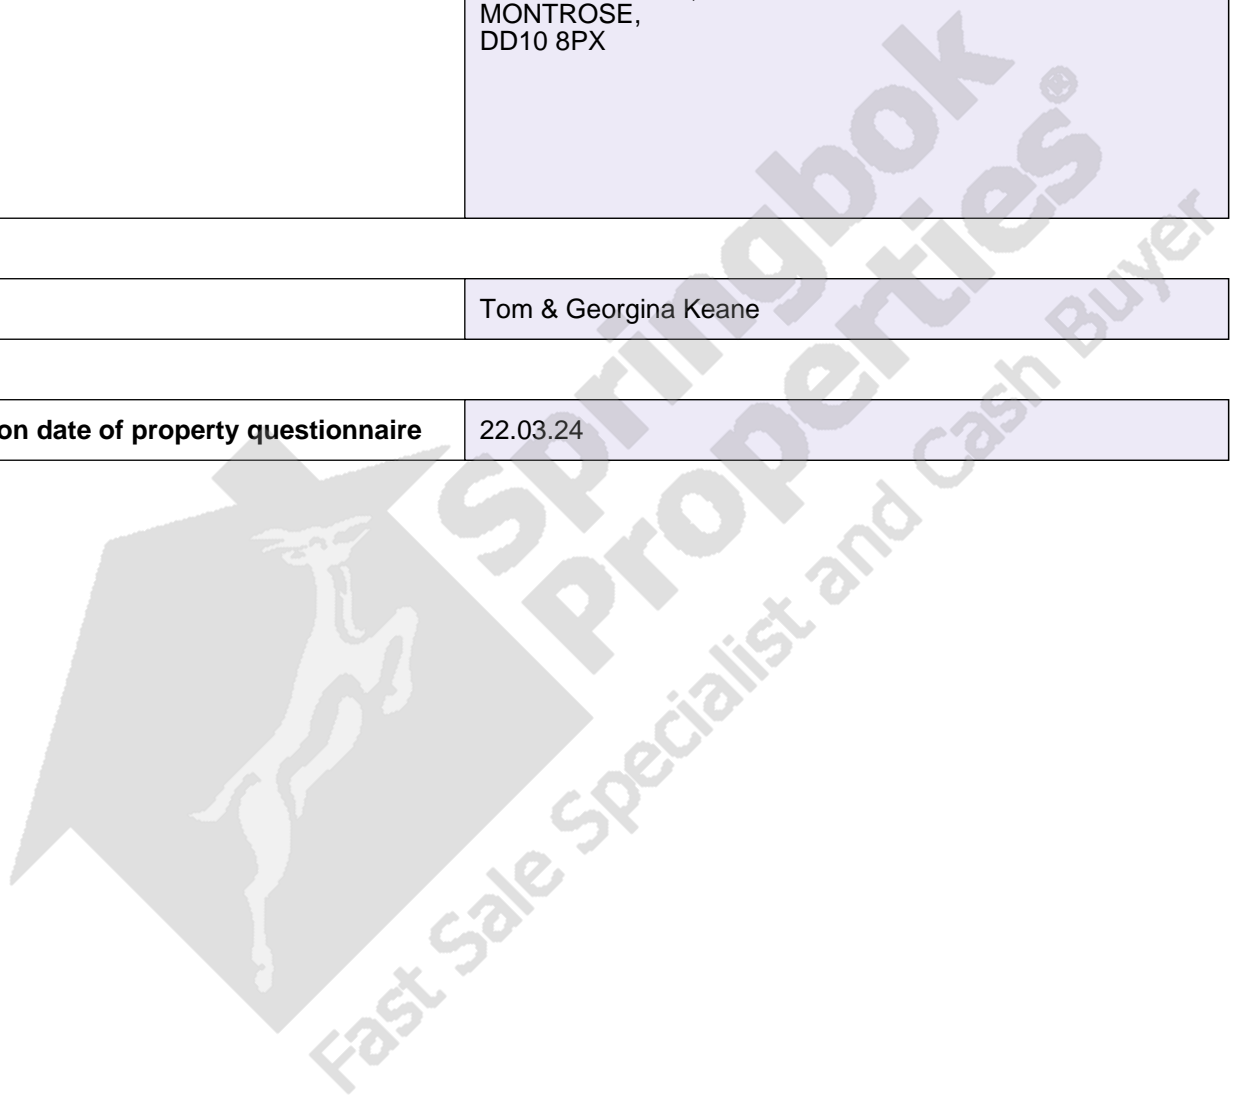 MONTROSE,
DD10 8PX
Tom & Georgina Keane
on date of property questionnaire
22.03.24
Springbok
Properties
Fast Sale Specialist and Cash Buyer